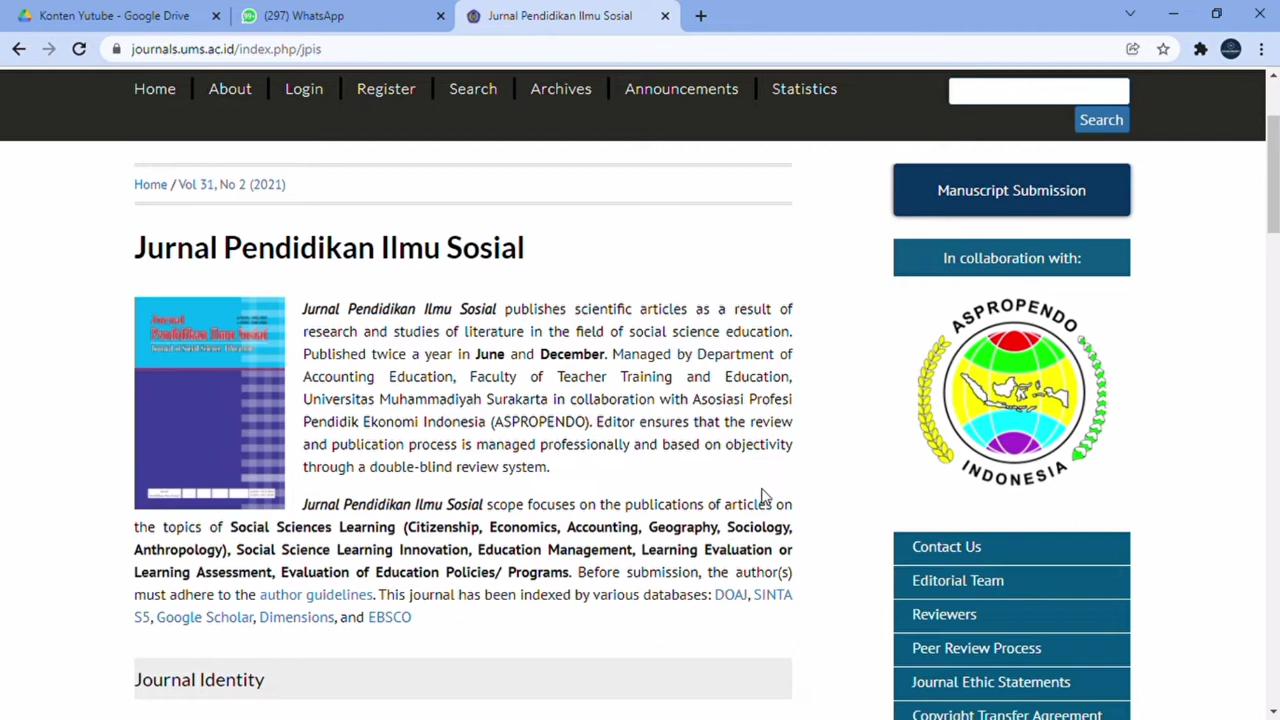 Konten Yutube - Google Drive
(297) WhatsApp
Jurnal Pendidikan Ilmu Sosial
journals.ums.ac.id/index.php/jpis
Home
About
Login
Register
Search
Archives
Announcements
Statistics
Search
Home / Vol 31, No 2 (2021)
Jurnal Pendidikan Ilmu Sosial
Jurnal
Pendidikan Ilmu Sosial
Journal of Social Science Education
Jurnal Pendidikan Ilmu Sosial publishes scientific articles as a result of
research and studies of literature in the field of social science education.
Published twice a year in June and December. Managed by Department of
Accounting Education, Faculty of Teacher Training and Education,
Universitas Muhammadiyah Surakarta in collaboration with Asosiasi Profesi
Pendidik Ekonomi Indonesia (ASPROPENDO). Editor ensures that the review
and publication process is managed professionally and based on objectivity
through a double-blind review system.
Jurnal Pendidikan Ilmu Sosial scope focuses on the publications of articles on
the topics of Social Sciences Learning (Citizenship, Economics, Accounting, Geography, Sociology,
Anthropology), Social Science Learning Innovation, Education Management, Learning Evaluation or
Learning Assessment, Evaluation of Education Policies/ Programs. Before submission, the author(s)
must adhere to the author guidelines. This journal has been indexed by various databases: DOAJ, SINTA
S5, Google Scholar, Dimensions, and EBSCO
Journal Identity
Manuscript Submission
In collaboration with:
ASPROPENDO
INDONESIA
Contact Us
Editorial Team
Reviewers
Peer Review Process
Journal Ethic Statements
Copyright Transfer Agreement